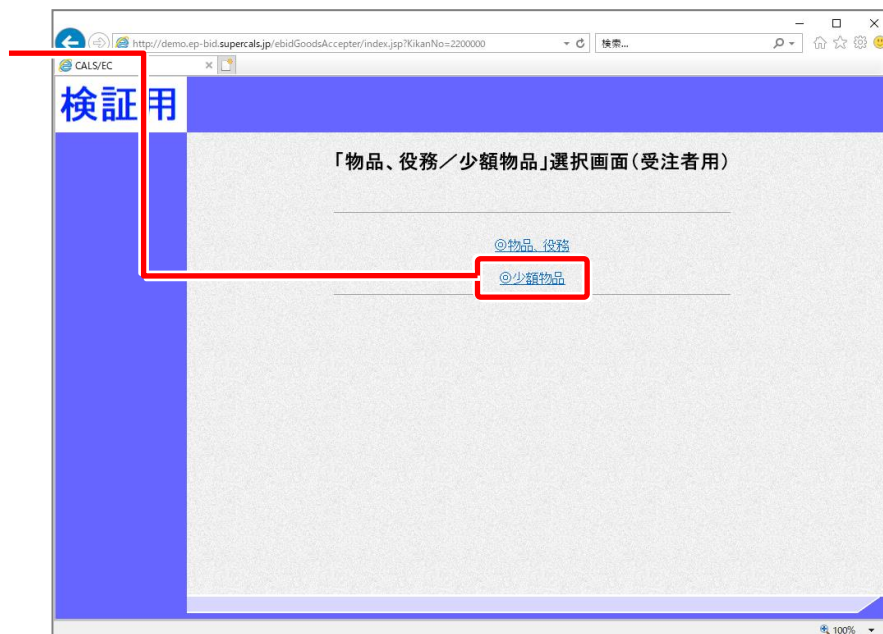 http://demo.ep-bid.supercals.jp/ebidGoodsAccepter/index.jsp?KikanNo=2200000
検索...
CALS/EC
検証用
「物品、役務／少額物品」選択画面（受注者用）
◎物品、役務
◎少額物品
100%